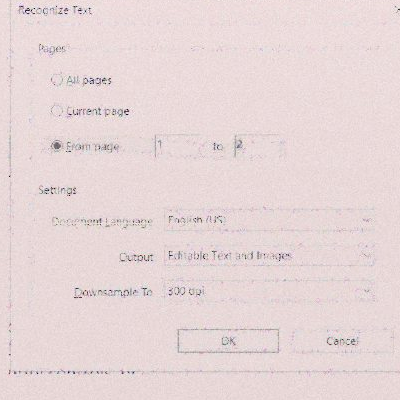 Recognize Text
Pages
All pages
Current page
From page 1 to 2
Settings
Document Language English (US)
Output Editable Text and Images
Downsample To 300 dpi
OK Cancel